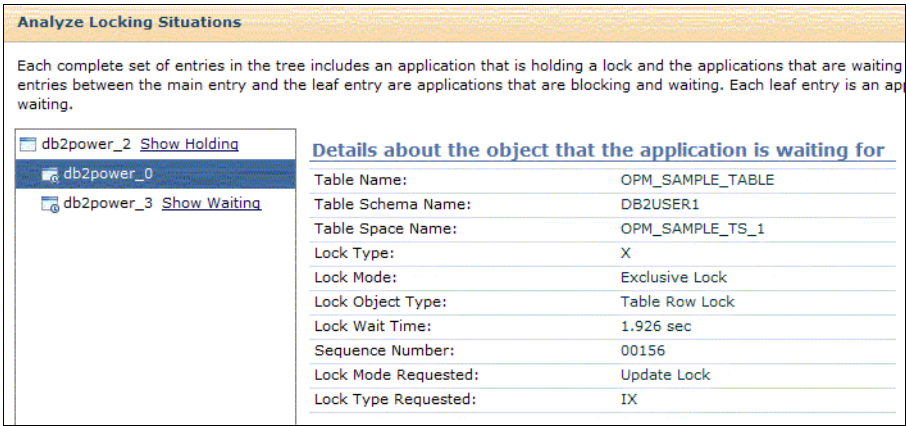 Analyze Locking Situations
Each complete set of entries in the tree includes an application that is holding a lock and the applications that are waiting
entries between the main entry and the leaf entry are applications that are blocking and waiting. Each leaf entry is an
waiting.
db2power_2 Show Holding
Details about the object that the application is waiting for
db2power_0
Table Name: OPM_SAMPLE_TABLE
db2power_3 Show Waiting
Table Schema Name: DB2USER1
Table Space Name: OPM_SAMPLE_TS_1
Lock Type: X
Lock Mode: Exclusive Lock
Lock Object Type: Table Row Lock
Lock Wait Time: 1.926 sec
Sequence Number: 00156
Lock Mode Requested: Update Lock
Lock Type Requested: IX